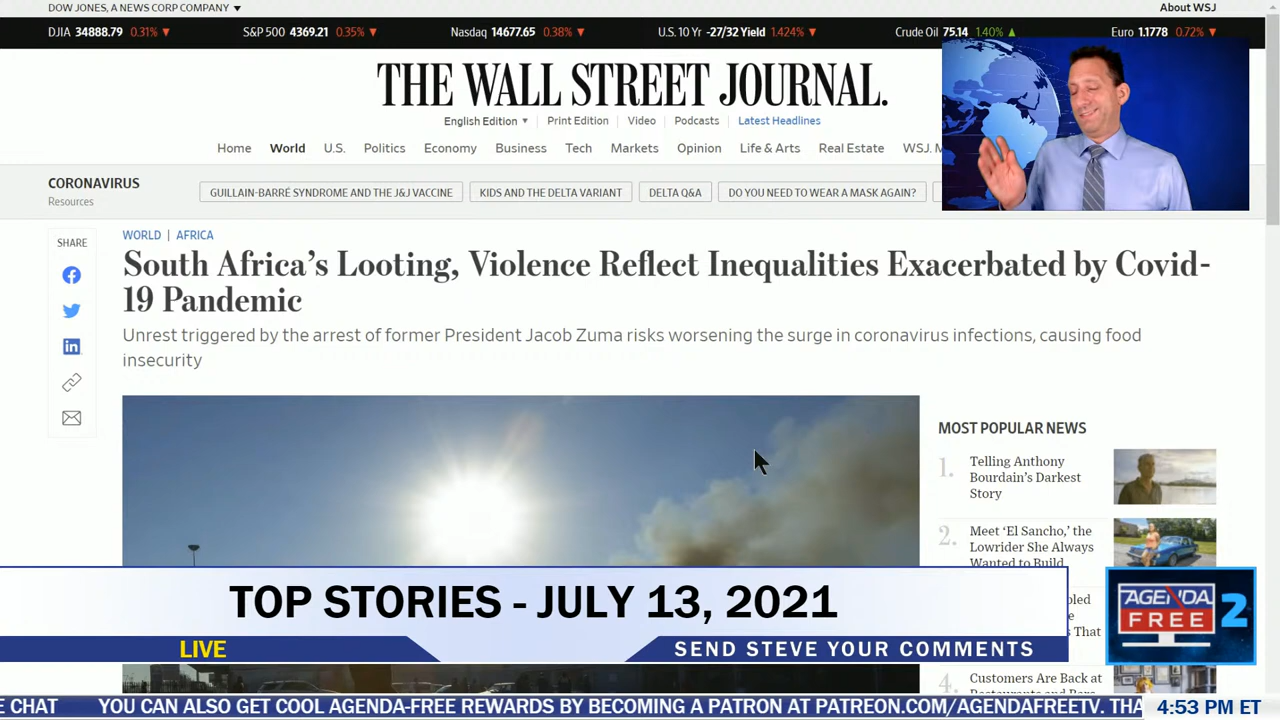 DOW JONES, A NEWS CORP COMPANY
About WSJ
DJIA 34888.79 0.31% S&P 500 4369.21 0.35% Nasdaq 14677.65 0.38% U.S. 10 Yr -27/32 Yield 1.424% Crude Oil 75.14 1.40% Euro 1.1778 0.72%
THE WALL STREET JOURNAL.
English Edition Print Edition Video Podcasts Latest Headlines
Home World U.S. Politics Economy Business Tech Markets Opinion Life & Arts Real Estate WSJ.
CORONAVIRUS
Resources
GUILLAIN-BARRÉ SYNDROME AND THE J&J VACCINE KIDS AND THE DELTA VARIANT DELTA Q&A DO YOU NEED TO WEAR A MASK AGAIN?
SHARE
WORLD | AFRICA
South Africa's Looting, Violence Reflect Inequalities Exacerbated by Covid-
19 Pandemic
Unrest triggered by the arrest of former President Jacob Zuma risks worsening the surge in coronavirus infections, causing food
insecurity
MOST POPULAR NEWS
1. Telling Anthony
Bourdain's Darkest
Story
2. Meet 'El Sancho,' the
Lowrider She Always
Wanted to Build
That
4. Customers Are Back at
TOP STORIES - JULY 13, 2021
LIVE
SEND STEVE YOUR COMMENTS
AGENDA
FREE
2
CHAT YOU CAN ALSO GET COOL AGENDA-FREE REWARDS BY BECOMING A PATRON AT PATREON.COM/AGENDAFREETV. THA
4:53 PM ET